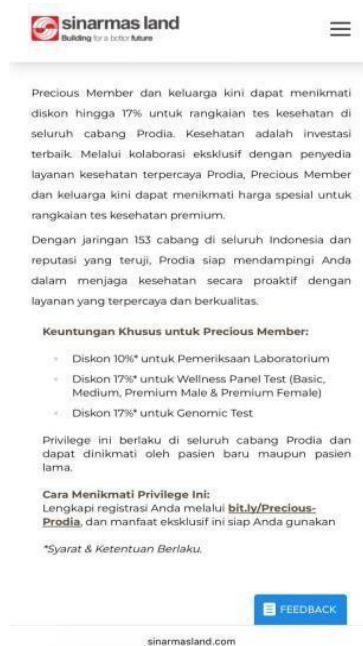 sinarmas land
Building for a better future
Precious Member dan keluarga kini dapat menikmati
diskon hingga 17% untuk rangkaian tes kesehatan di
seluruh cabang Prodia. Kesehatan adalah investasi
terbaik. Melalui kolaborasi eksklusif dengan penyedia
layanan kesehatan terpercaya Prodia, Precious Member
dan keluarga kini dapat menikmati harga spesial untuk
rangkaian tes kesehatan premium.
Dengan jaringan 153 cabang di seluruh Indonesia dan
reputasi yang teruji, Prodia siap mendampingi Anda
dalam menjaga kesehatan secara proaktif dengan
layanan yang terpercaya dan berkualitas.
Keuntungan Khusus untuk Precious Member:
Diskon 10%* untuk Pemeriksaan Laboratorium
Diskon 17%* untuk Wellness Panel Test (Basic,
Medium, Premium Male & Premium Female)
Diskon 17%* untuk Genomic Test
Privilege ini berlaku di seluruh cabang Prodia dan
dapat dinikmati oleh pasien baru maupun pasien
lama.
Cara Menikmati Privilege Ini:
Lengkapi registrasi Anda melalui bit.ly/Precious-
Prodia, dan manfaat eksklusif ini siap Anda gunakan
*Syarat & Ketentuan Berlaku.
FEEDBACK
sinarmasland.com